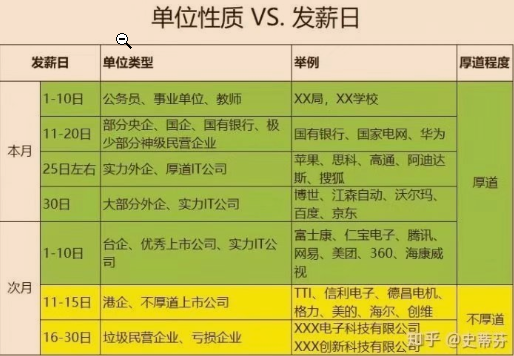 单位性质 VS. 发薪日
发薪日 单位类型 举例 厚道程度
本月
1-10日 公务员、事业单位、教师 XX局，XX学校
11-20日 部分央企、国企、国有银行、极少部分神级民营企业 国有银行、国家电网、华为
25日左右 实力外企、厚道IT公司 苹果、思科、高通、阿迪达斯、搜狐
30日 大部分外企、实力IT公司 博世、江森自动、沃尔玛、百度、京东
厚道
次月
1-10日 台企、优秀上市公司、实力IT公司 富士康、仁宝电子、腾讯、网易、美团、360、海康威视
11-15日 港企、不厚道上市公司 TTI、信利电子、德昌电机、格力、美的、海尔、创维
16-30日 垃圾民营企业、亏损企业 XXX电子科技有限公司
XXX创新科技有限公司
不厚道
知乎 @史蒂芬